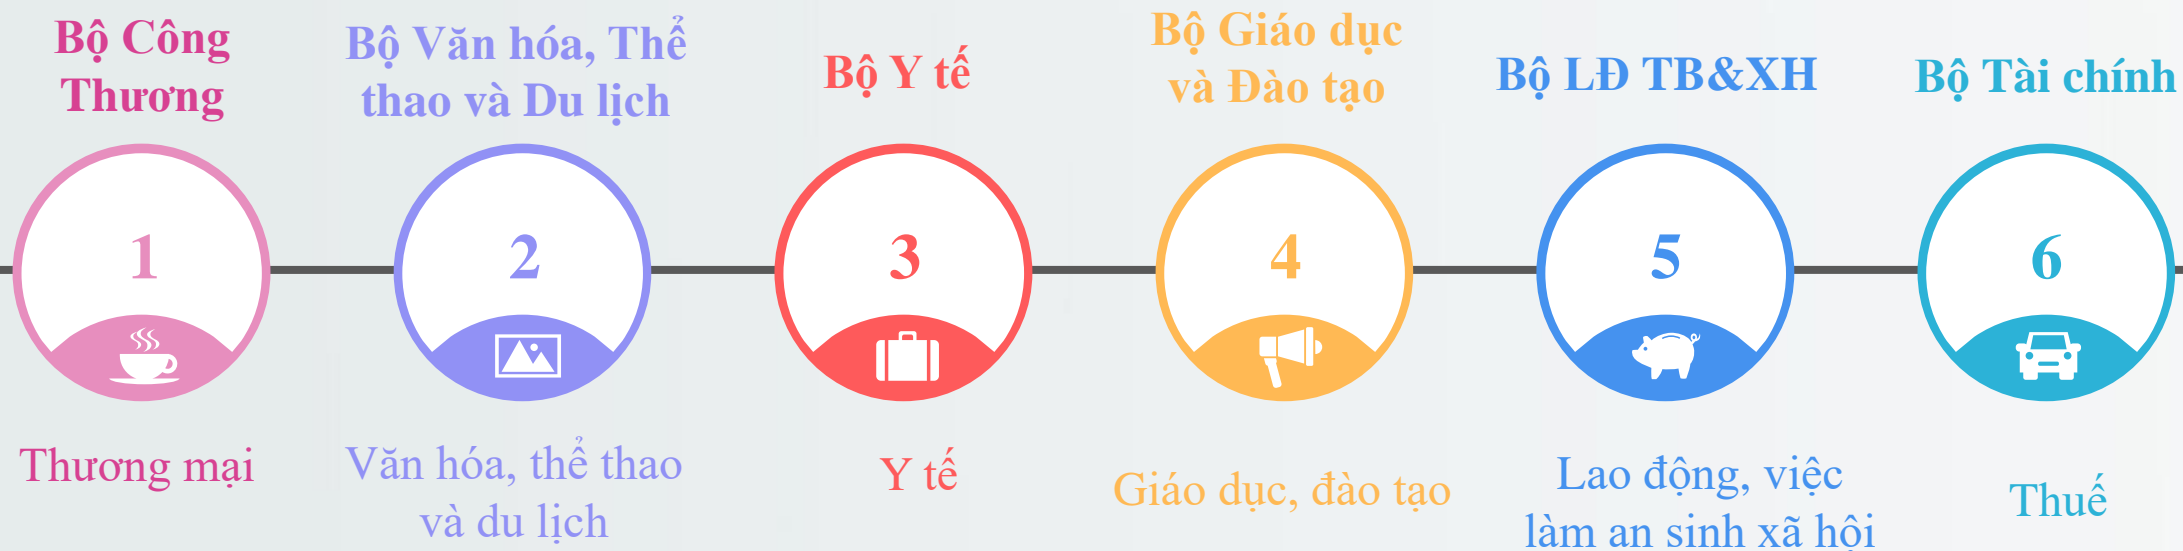 Bộ Công
Thương
Bộ Văn hóa, Thể
thao và Du lịch
Bộ Y tế
Bộ Giáo dục
và Đào tạo
Bộ LĐ TB&XH
Bộ Tài chính
1
2
3
4
5
6
Thương mại
Văn hóa, thể thao
và du lịch
Y tế
Giáo dục, đào tạo
Lao động, việc
làm an sinh xã hội
Thuế